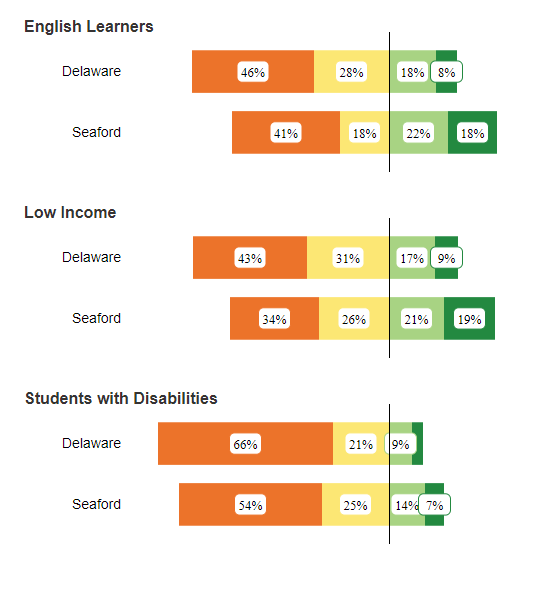 English Learners
Delaware 46% 28% 18% 8%
Seaford 41% 18% 22% 18%
Low Income
Delaware 43% 31% 17% 9%
Seaford 34% 26% 21% 19%
Students with Disabilities
Delaware 66% 21% 9%
Seaford 54% 25% 14% 7%